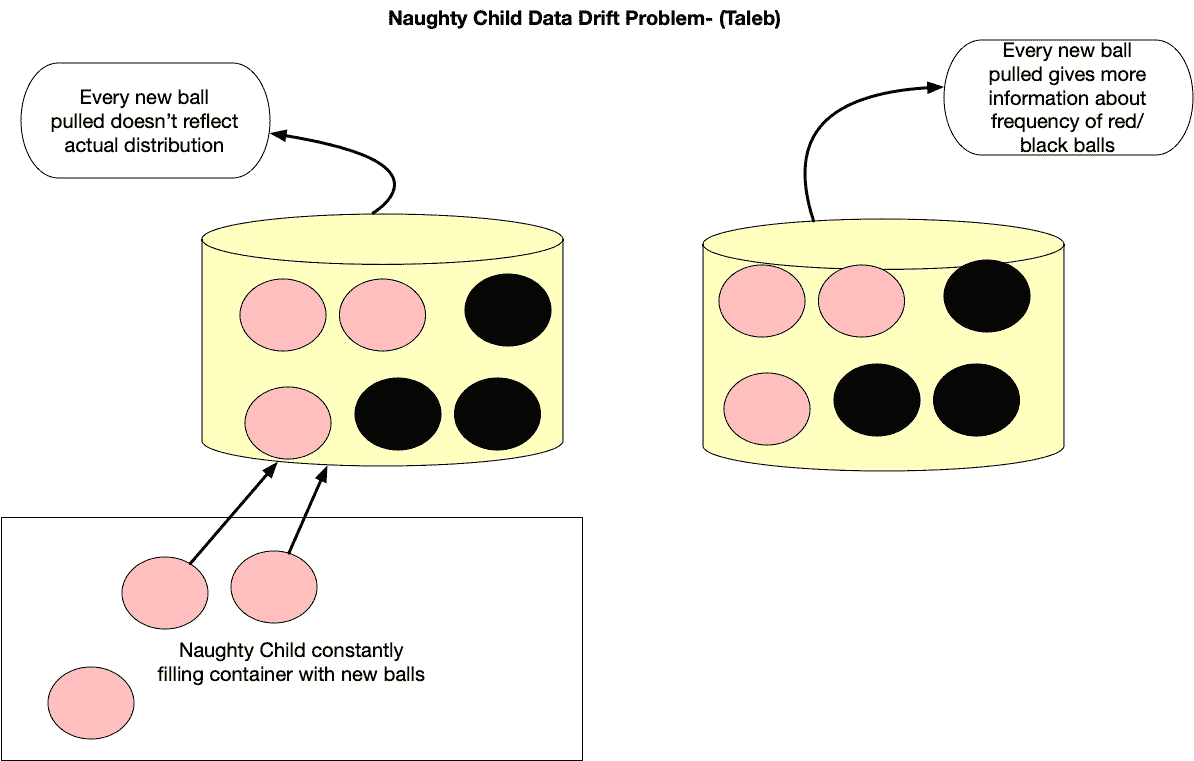 Naughty Child Data Drift Problem- (Taleb)
Every new ball
pulled doesn't reflect
actual distribution
Every new ball
pulled gives more
information about
frequency of red/
black balls
Naughty Child constantly
filling container with new balls